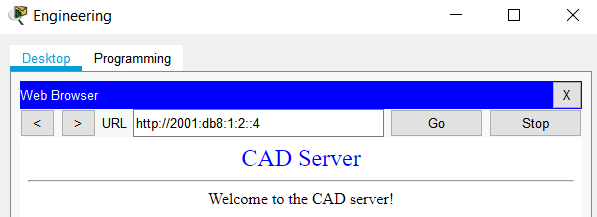 Engineering
Desktop Programming
Web Browser X
< > URL http://2001:db8:1:2::4 Go Stop
CAD Server
Welcome to the CAD server!